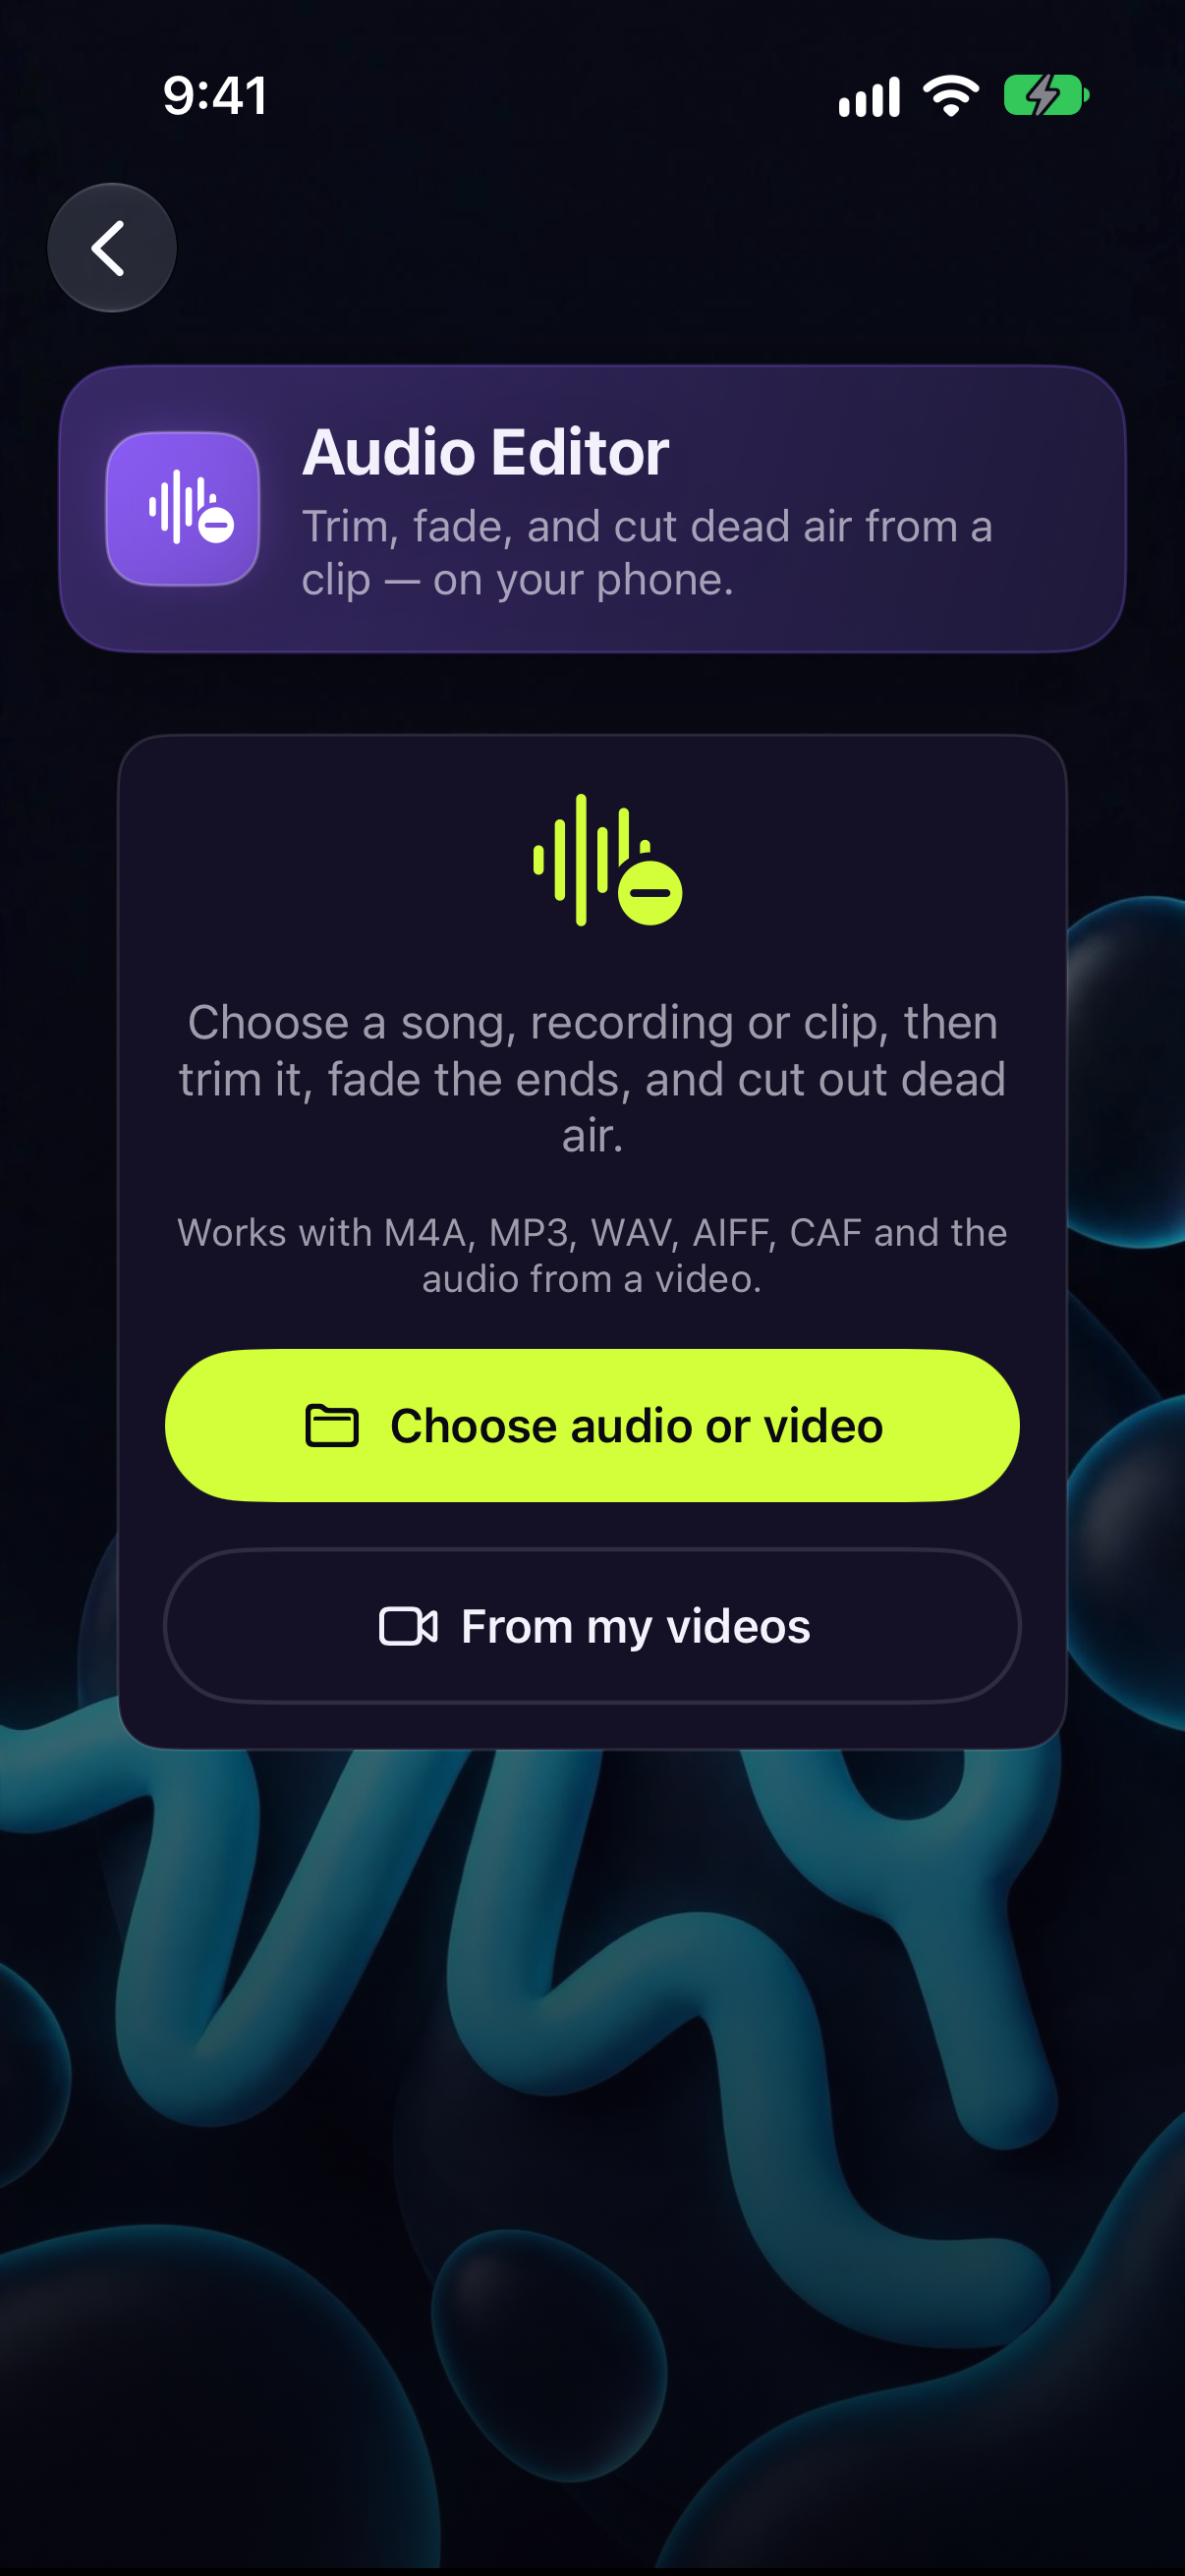 9:41
Audio Editor
Trim, fade, and cut dead air from a
clip — on your phone.
Choose a song, recording or clip, then
trim it, fade the ends, and cut out dead
air.
Works with M4A, MP3, WAV, AIFF, CAF and the
audio from a video.
Choose audio or video
From my videos